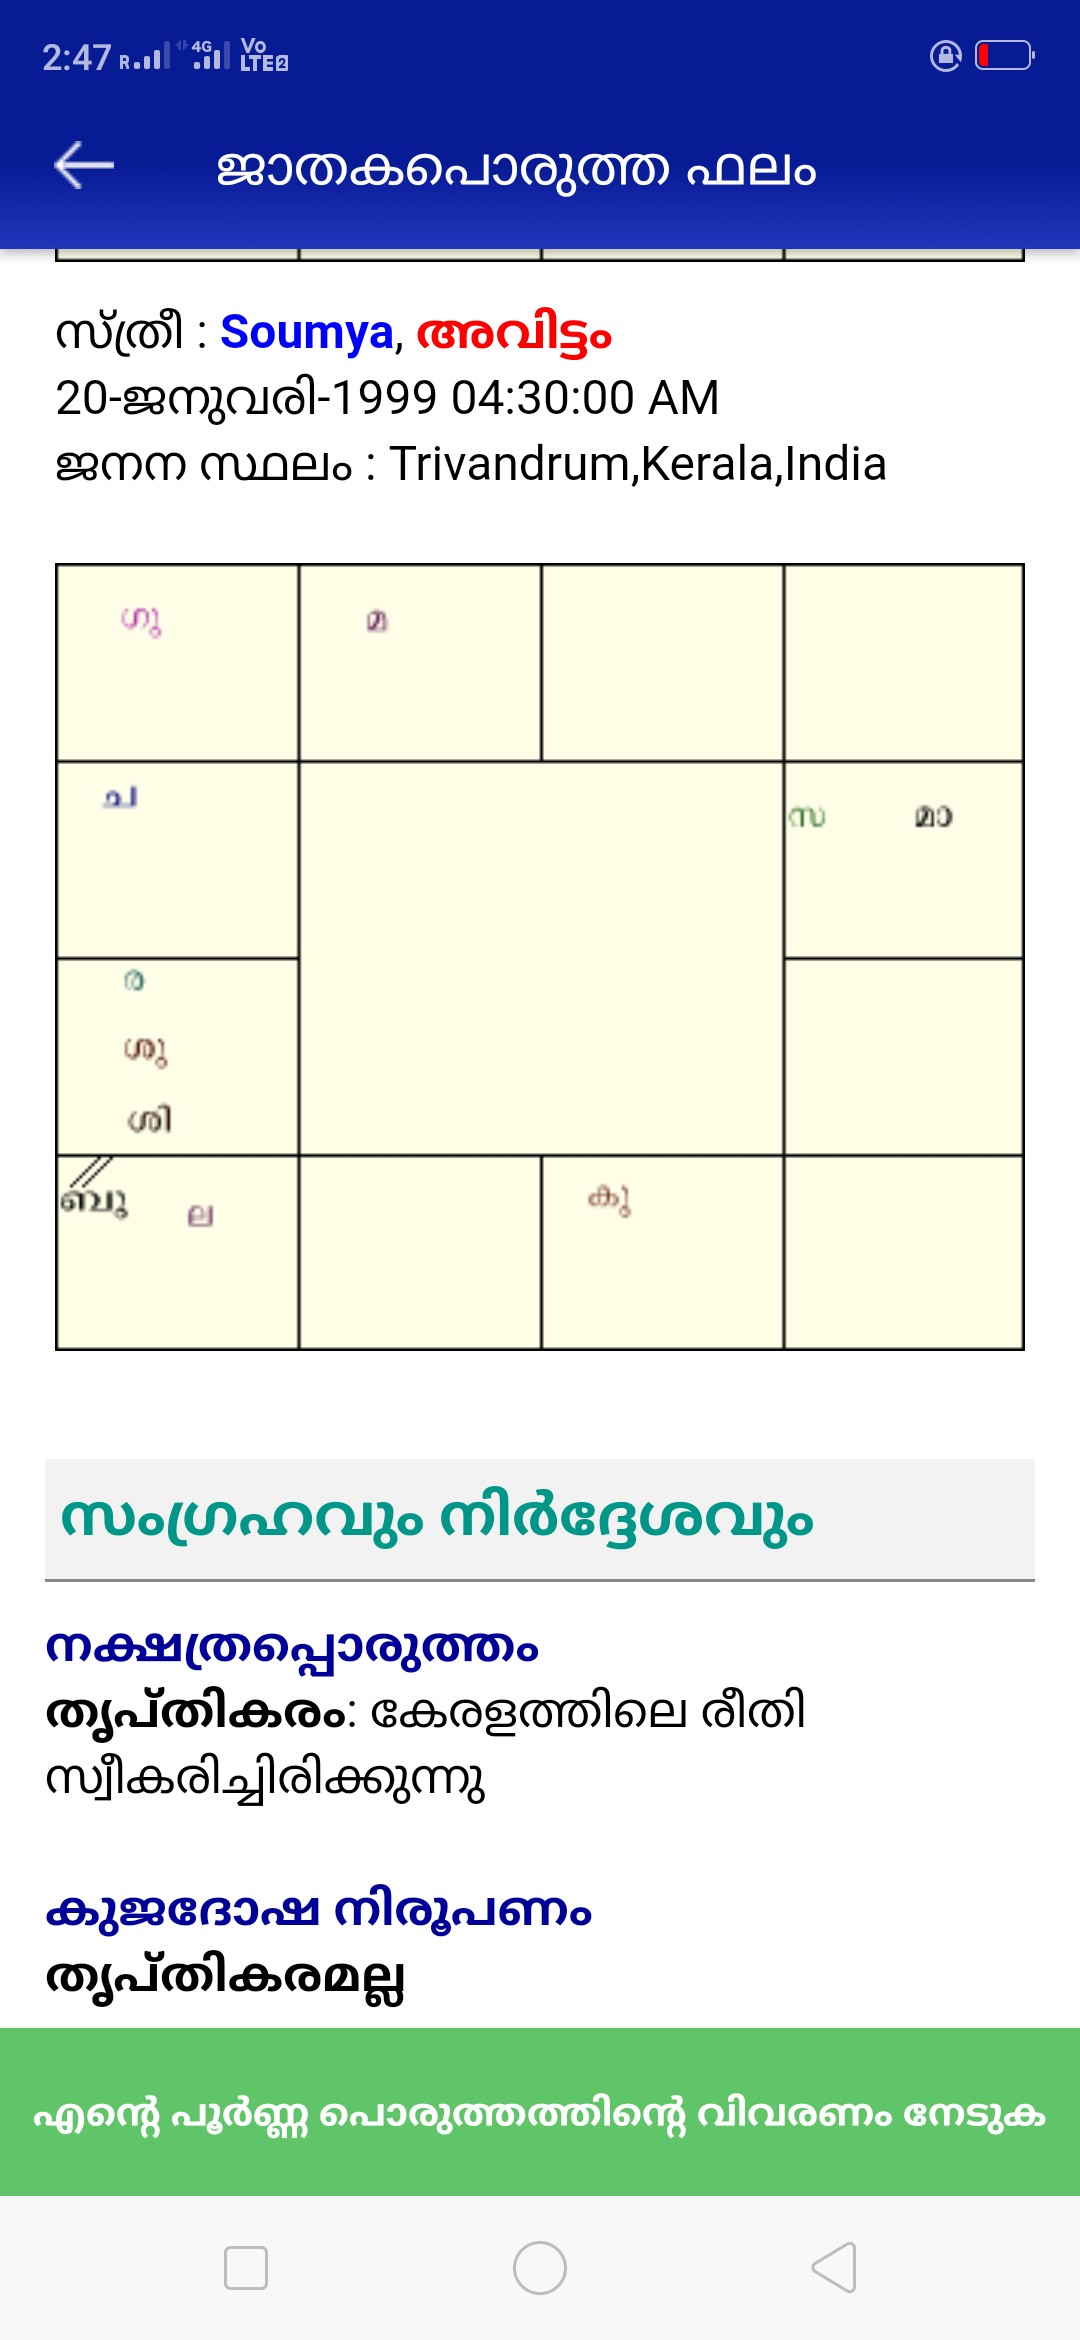 2:47 R 4G Vo LTE2
ജാതകപൊരുത്ത ഫലം
സ്ത്രീ : Soumya, അവിട്ടം
20-ജനുവരി-1999 04:30:00 AM
ജനന സ്ഥലം : Trivandrum,Kerala,India
ഗു മ
ച സ മാ
ര
ശു
ശി
ബു ല കു
സംഗ്രഹവും നിർദ്ദേശവും
നക്ഷത്രപ്പൊരുത്തം
തൃപ്തികരം: കേരളത്തിലെ രീതി
സ്വീകരിച്ചിരിക്കുന്നു
കുജദോഷ നിരൂപണം
തൃപ്തികരമല്ല
എന്റെ പൂർണ്ണ പൊരുത്തത്തിന്റെ വിവരണം നേടുക